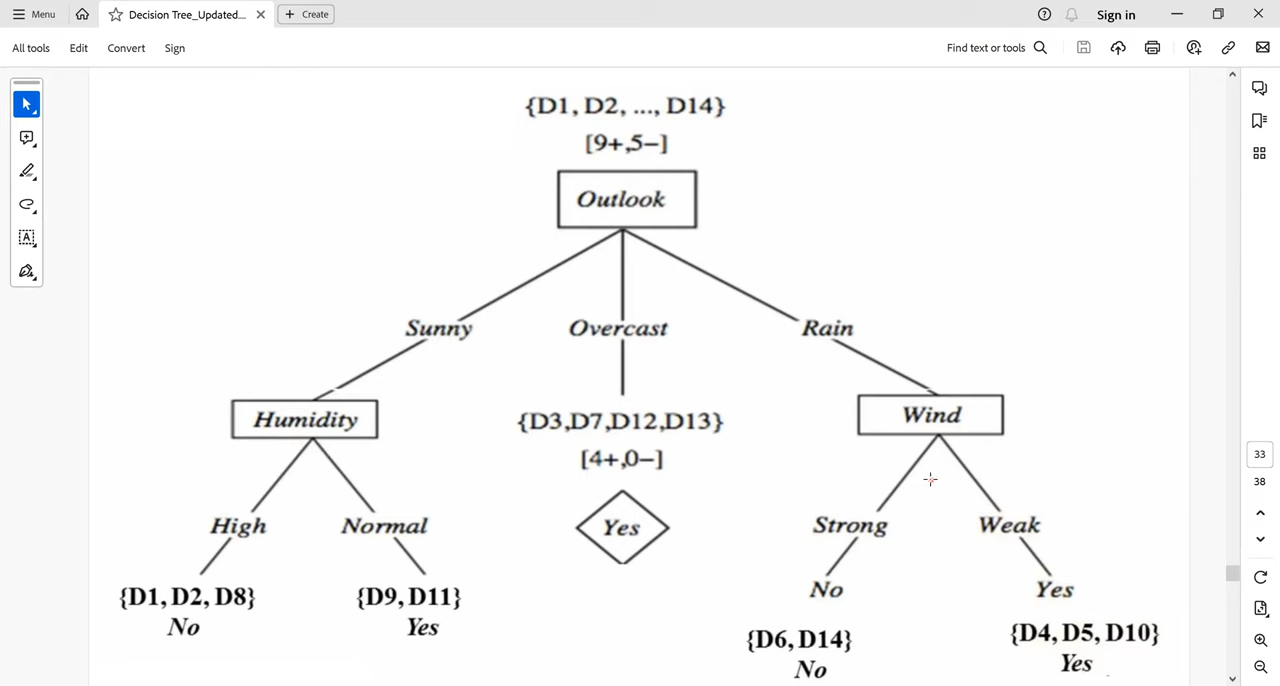 Menu
Decision Tree_Updated...
Create
Sign in
All tools
Edit
Convert
Sign
Find text or tools
{D1, D2, ..., D14}
[9+,5−]
Outlook
Sunny
Overcast
Rain
Humidity
{D3,D7,D12,D13}
[4+,0−]
Wind
High
Normal
Yes
Strong
Weak
{D1, D2, D8}
No
{D9, D11}
Yes
No
Yes
{D6, D14}
No
{D4, D5, D10}
Yes
33
38